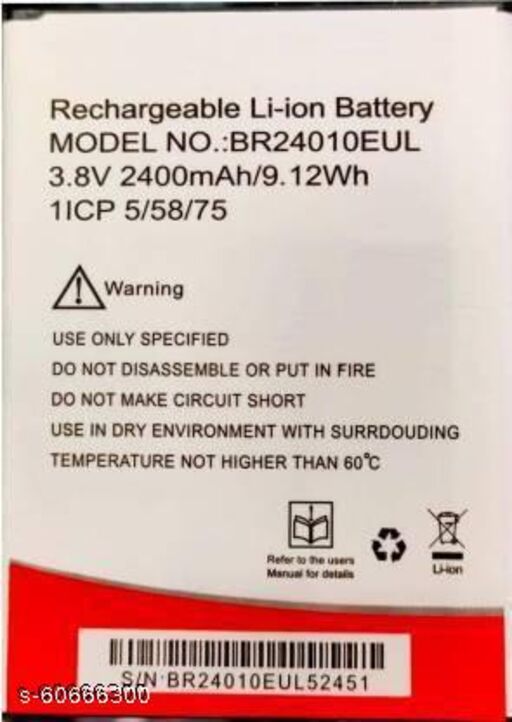 Rechargeable Li-ion Battery
MODEL NO.:BR24010EUL
3.8V 2400mAh/9.12Wh
1ICP 5/58/75
Warning
USE ONLY SPECIFIED
DO NOT DISASSEMBLE OR PUT IN FIRE
DO NOT MAKE CIRCUIT SHORT
USE IN DRY ENVIRONMENT WITH SURRDOUDING
TEMPERATURE NOT HIGHER THAN 60°C
Refer to the users
Manual for details
Li-ion
S/N:BR24010EUL52451
s-60666300